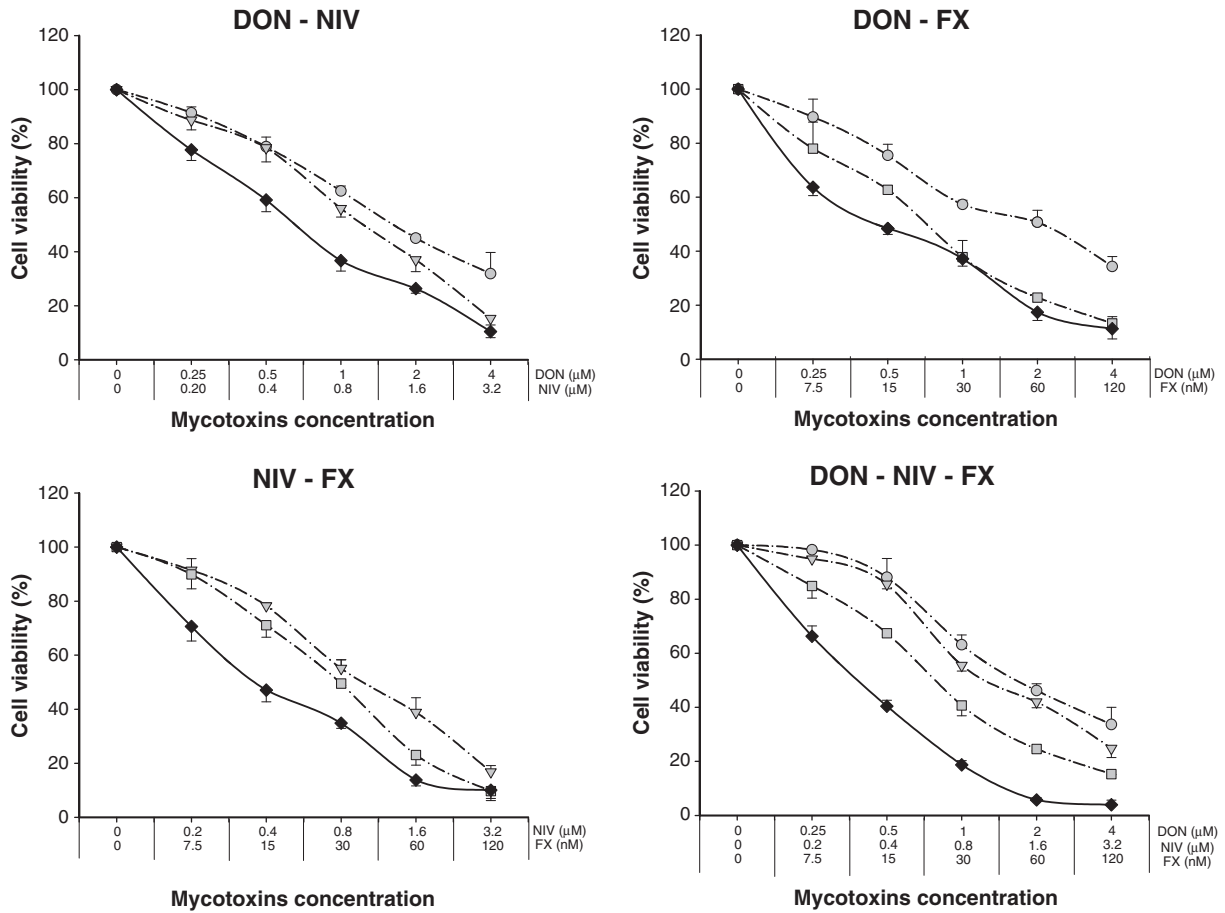 DON - NIV
120
100
80
60
40
20
0
Cell viability (%)
0 0.25 0.5 1 2 4 DON (μM)
0 0.20 0.4 0.8 1.6 3.2 NIV (μM)
Mycotoxins concentration
DON - FX
120
100
80
60
40
20
0
Cell viability (%)
0 0.25 0.5 1 2 4 DON (μM)
0 7.5 15 30 60 120 FX (nM)
Mycotoxins concentration
NIV - FX
120
100
80
60
40
20
0
Cell viability (%)
0 0.2 0.4 0.8 1.6 3.2 NIV (μM)
0 7.5 15 30 60 120 FX (nM)
Mycotoxins concentration
DON - NIV - FX
120
100
80
60
40
20
0
Cell viability (%)
0 0.25 0.5 1 2 4 DON (μM)
0 0.2 0.4 0.8 1.6 3.2 NIV (μM)
0 7.5 15 30 60 120 FX (nM)
Mycotoxins concentration